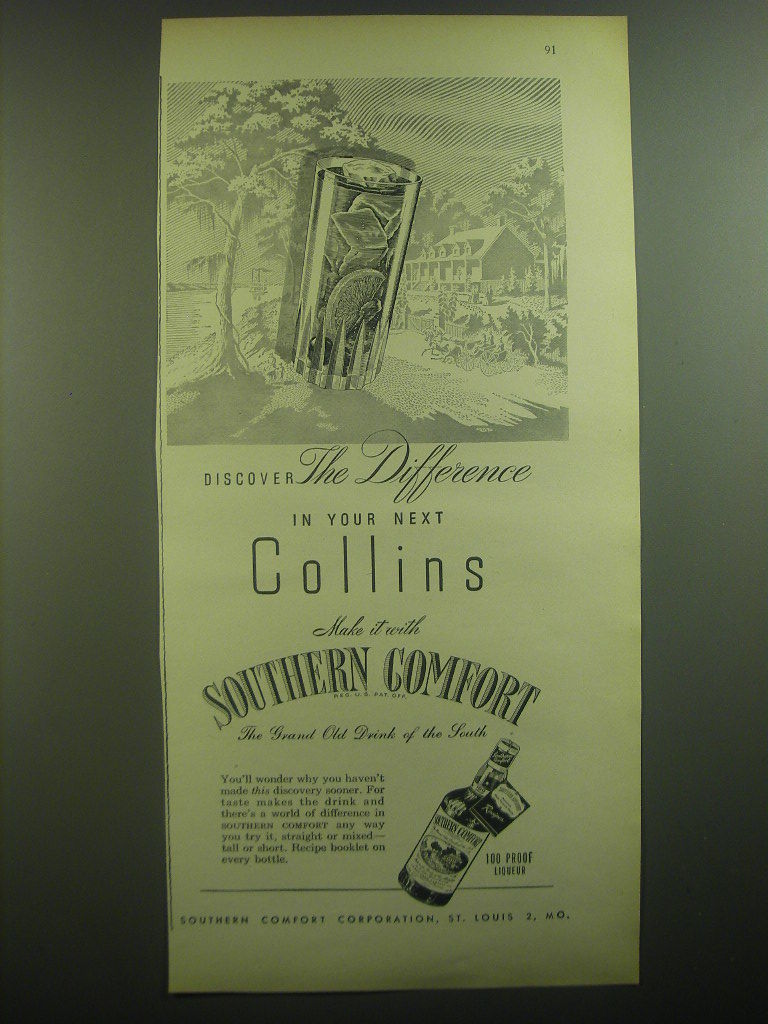 91
DISCOVER The Difference
IN YOUR NEXT
Collins
Make it with
SOUTHERN COMFORT
REG. U. S. PAT. OFF.
The Grand Old Drink of the South
You'll wonder why you haven't
made this discovery sooner. For
taste makes the drink and
there's a world of difference in
SOUTHERN COMFORT any way
you try it, straight or mixed—
tall or short. Recipe booklet on
every bottle.
SOUTHERN COMFORT
100 PROOF
LIQUEUR
SOUTHERN COMFORT CORPORATION, ST. LOUIS 2, MO.